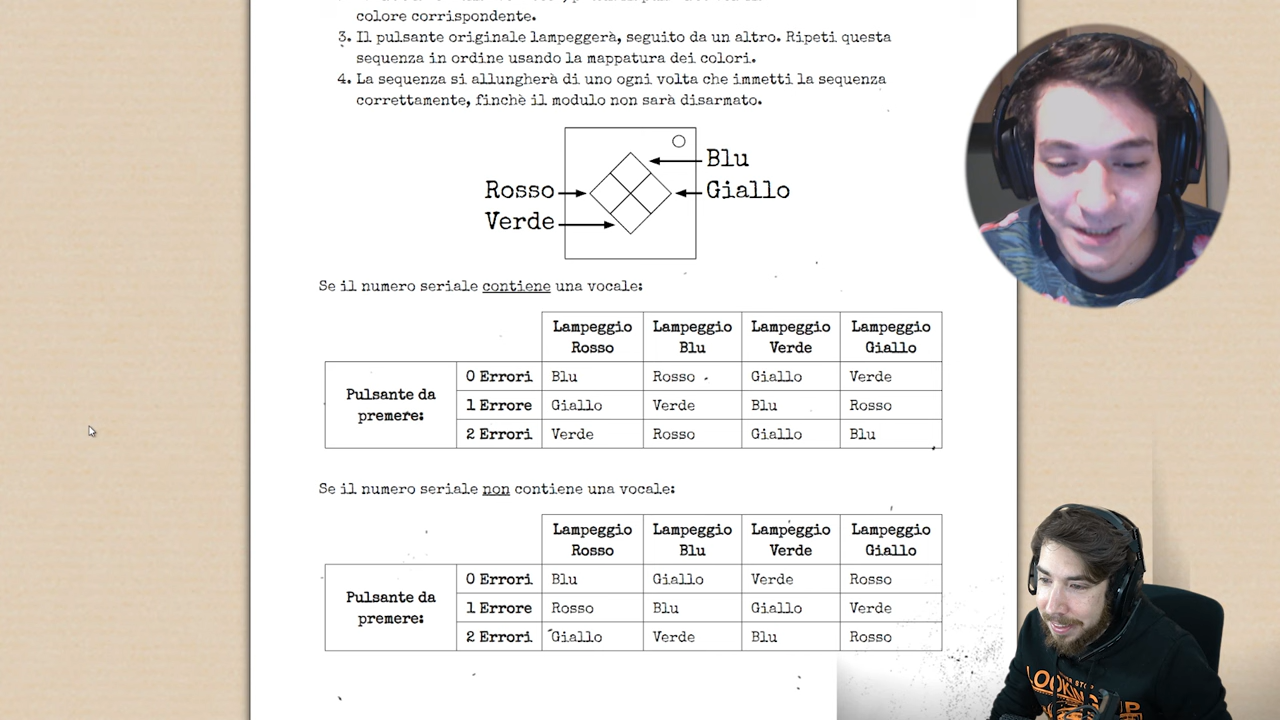 colore corrispondente.
3. Il pulsante originale lampeggerà, seguito da un altro. Ripeti questa
sequenza in ordine usando la mappatura dei colori.
4. La sequenza si allungherà di uno ogni volta che immetti la sequenza
correttamente, finchè il modulo non sarà disarmato.
Blu
Rosso
Giallo
Verde
Se il numero seriale contiene una vocale:
Lampeggio Rosso
Lampeggio Blu
Lampeggio Verde
Lampeggio Giallo
Pulsante da premere:
0 Errori Blu Rosso Giallo Verde
1 Errore Giallo Verde Blu Rosso
2 Errori Verde Rosso Giallo Blu
Se il numero seriale non contiene una vocale:
Lampeggio Rosso
Lampeggio Blu
Lampeggio Verde
Lampeggio Giallo
Pulsante da premere:
0 Errori Blu Giallo Verde Rosso
1 Errore Rosso Blu Giallo Verde
2 Errori Giallo Verde Blu Rosso